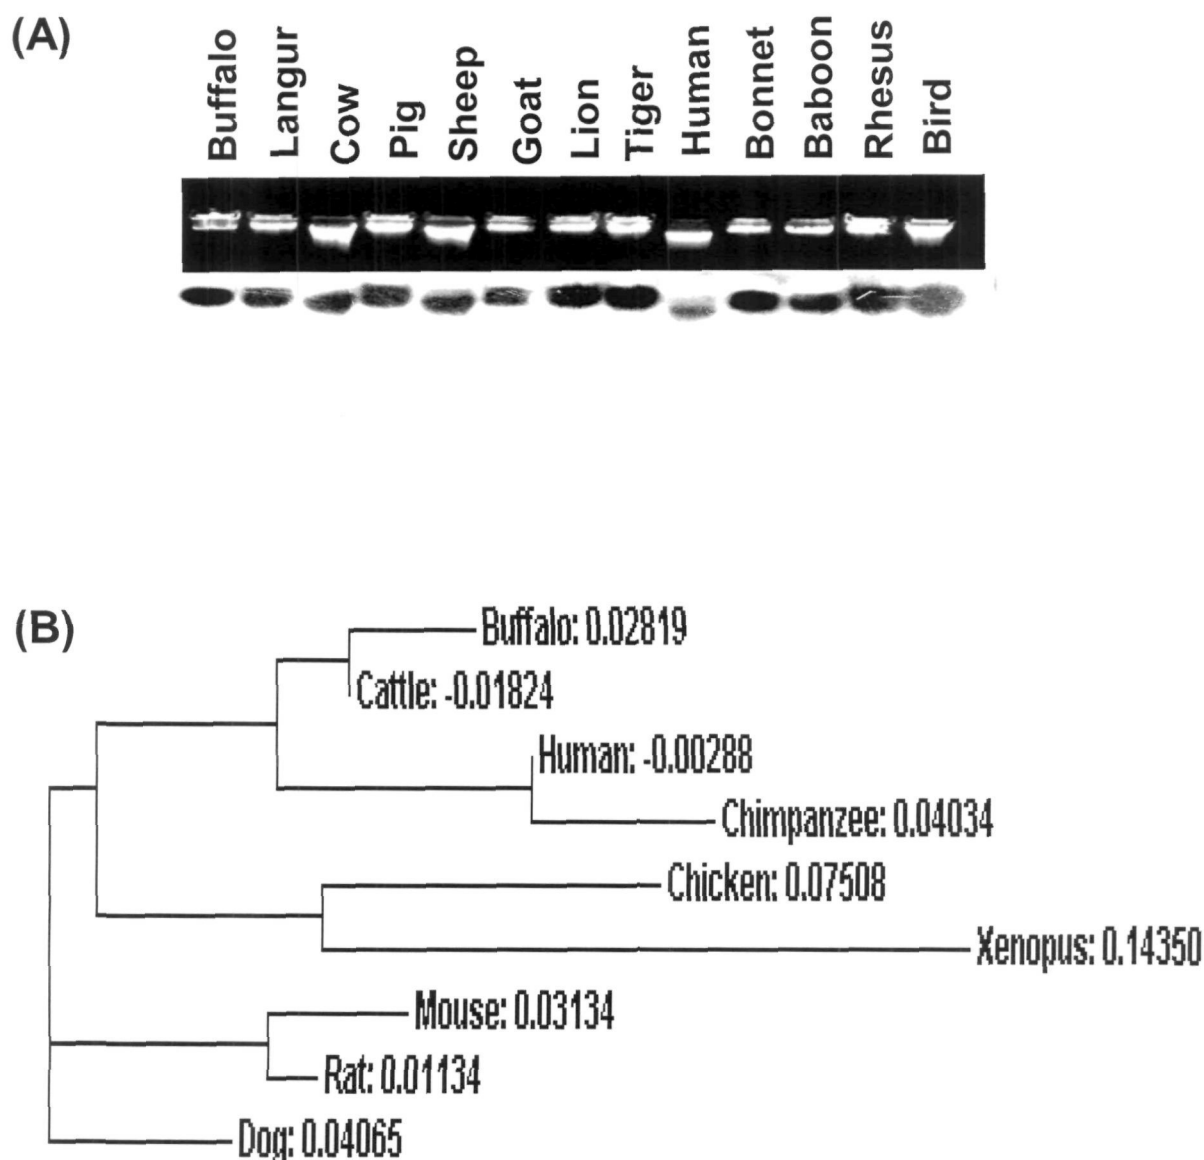 (A)
Buffalo
Langur
Cow
Pig
Sheep
Goat
Lion
Tiger
Human
Bonnet
Baboon
Rhesus
Bird
(B)
Buffalo: 0.02819
Cattle: -0.01824
Human: -0.00288
Chimpanzee: 0.04034
Chicken: 0.07508
Xenopus: 0.14350
Mouse: 0.03134
Rat: 0.01134
Dog: 0.04065